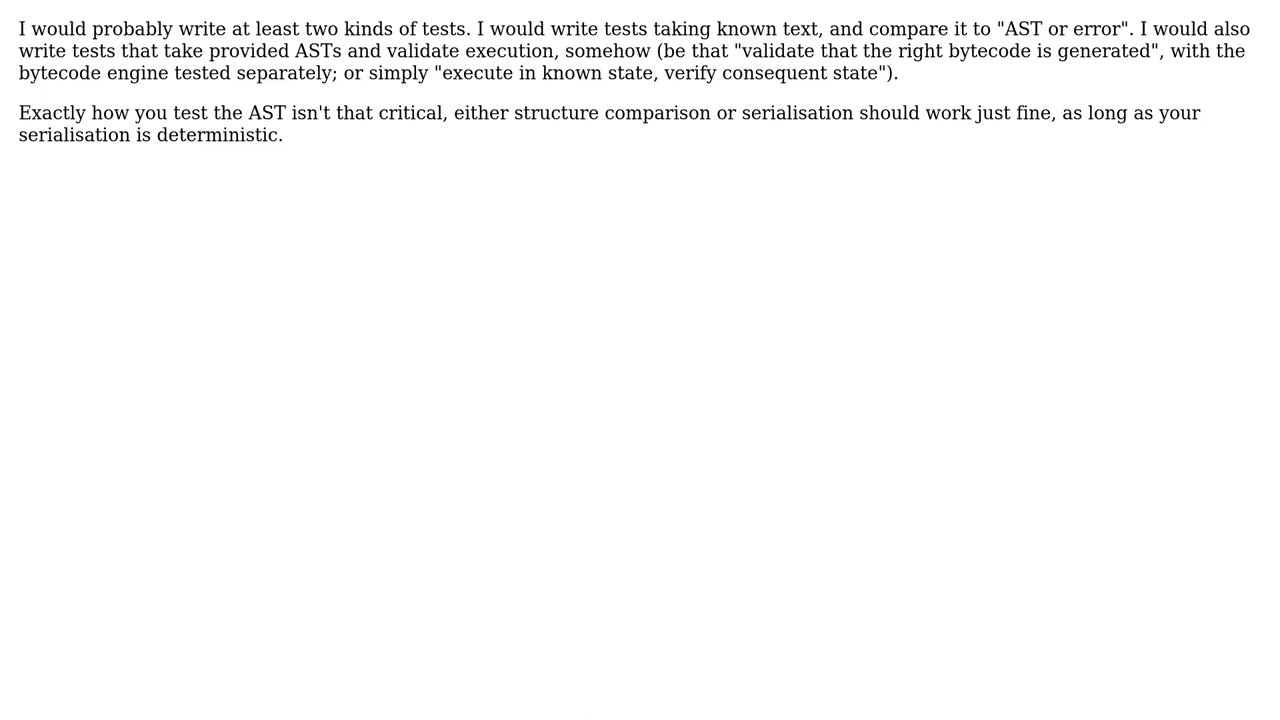 I would probably write at least two kinds of tests. I would write tests taking known text, and compare it to "AST or error". I would also
write tests that take provided ASTs and validate execution, somehow (be that "validate that the right bytecode is generated", with the
bytecode engine tested separately; or simply "execute in known state, verify consequent state").
Exactly how you test the AST isn't that critical, either structure comparison or serialisation should work just fine, as long as your
serialisation is deterministic.